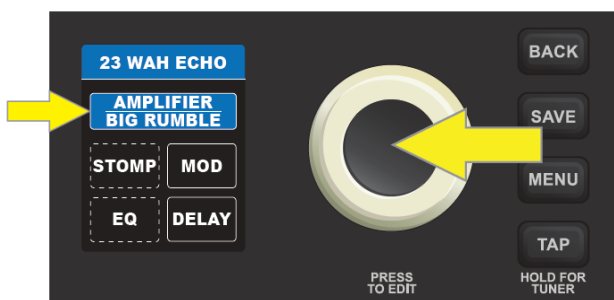 23 WAH ECHO
AMPLIFIER
BIG RUMBLE
STOMP MOD
EQ DELAY
BACK
SAVE
MENU
TAP
PRESS
TO EDIT
HOLD FOR
TUNER